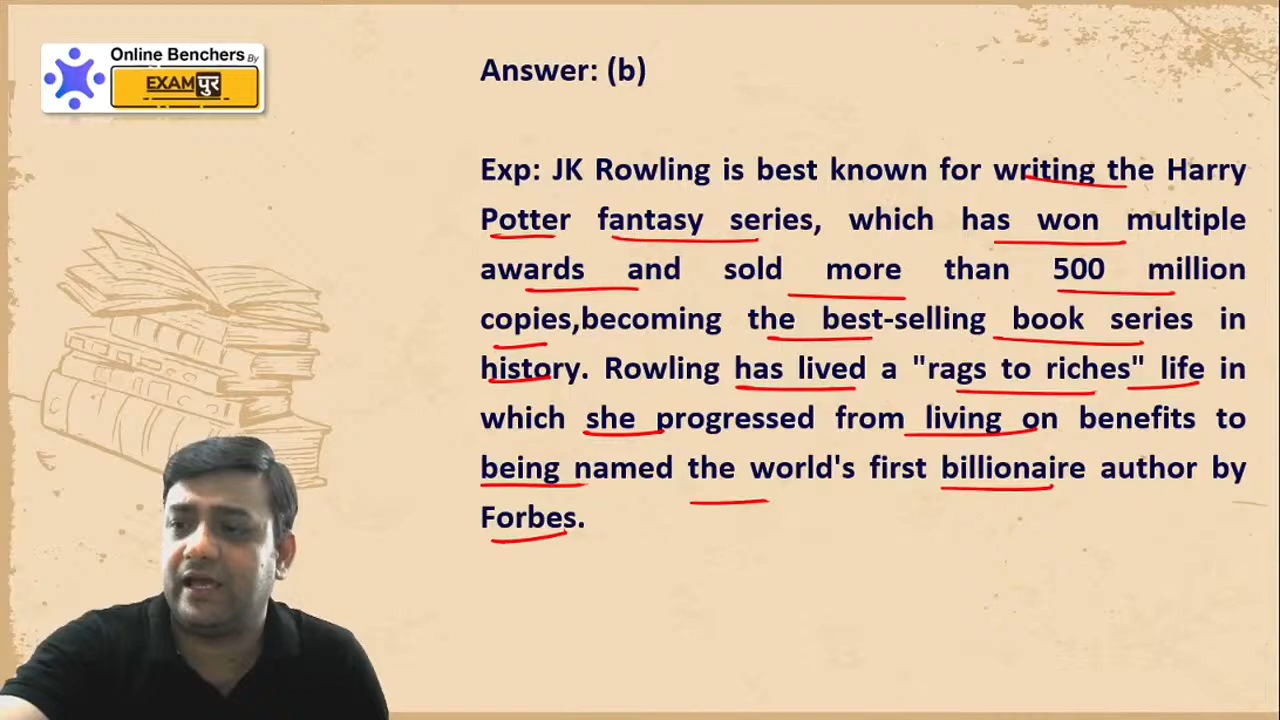 Online Benchers By
EXAMपुर
Answer: (b)
Exp: JK Rowling is best known for writing the Harry
Potter fantasy series, which has won multiple
awards and sold more than 500 million
copies,becoming the best-selling book series in
history. Rowling has lived a "rags to riches" life in
which she progressed from living on benefits to
being named the world's first billionaire author by
Forbes.